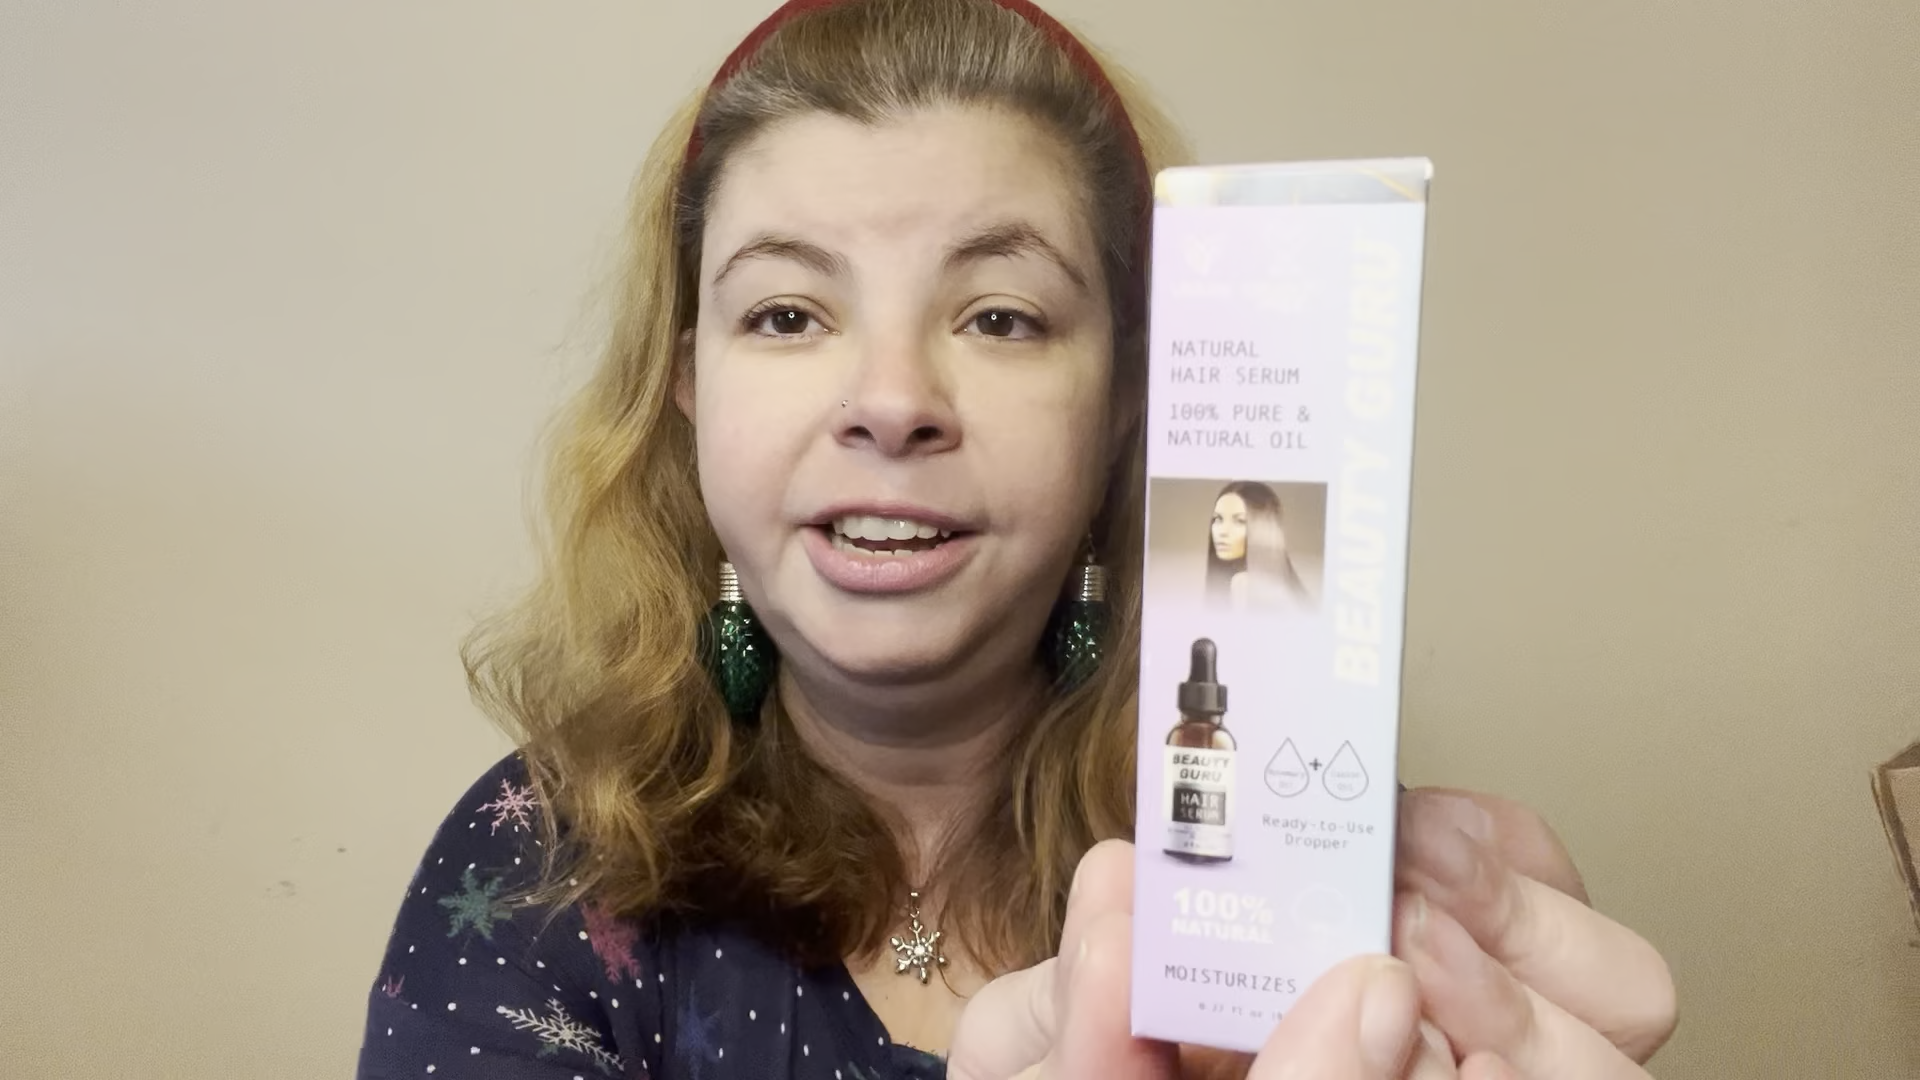 NATURAL
HAIR SERUM
100% PURE &
NATURAL OIL
BEAUTY GURU
BEAUTY
GURU
HAIR
SERUM
+
Ready-to-Use
Dropper
100%
NATURAL
MOISTURIZES